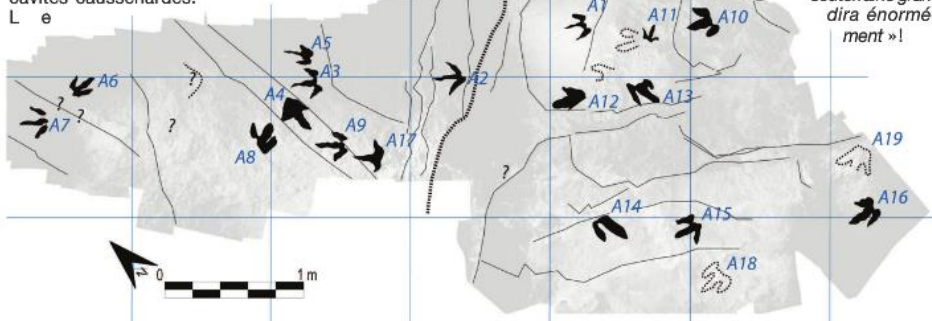 cavités caussenardes.
L e
dira énormé
ment »!
A1
A11
A10
A5
A3
A2
A6
?
A4
A12
A13
?
?
A7
?
A9
A17
A8
?
A19
A14
A15
A16
A18
N
0
1 m